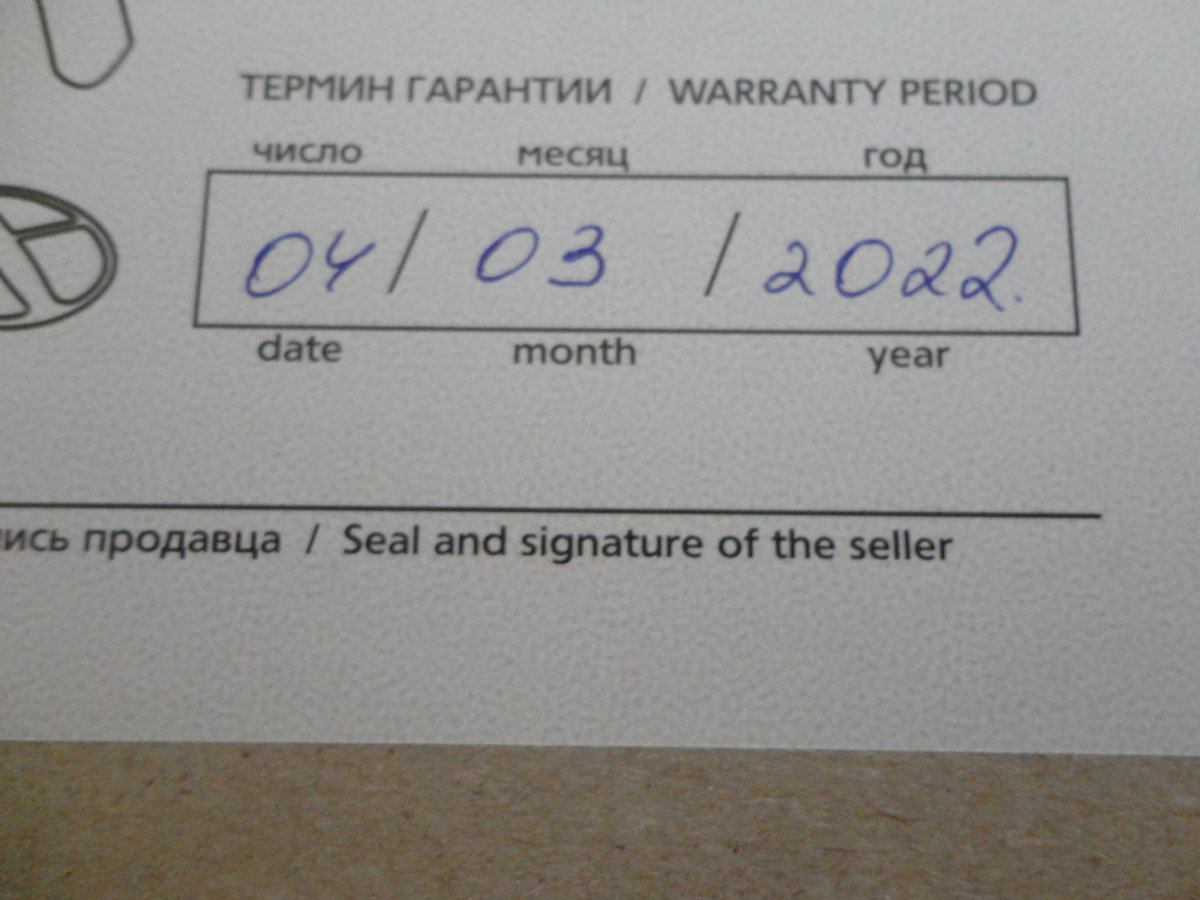 ТЕРМИН ГАРАНТИИ / WARRANTY PERIOD
число месяц год
04 / 03 / 2022.
date month year
продавца / Seal and signature of the seller